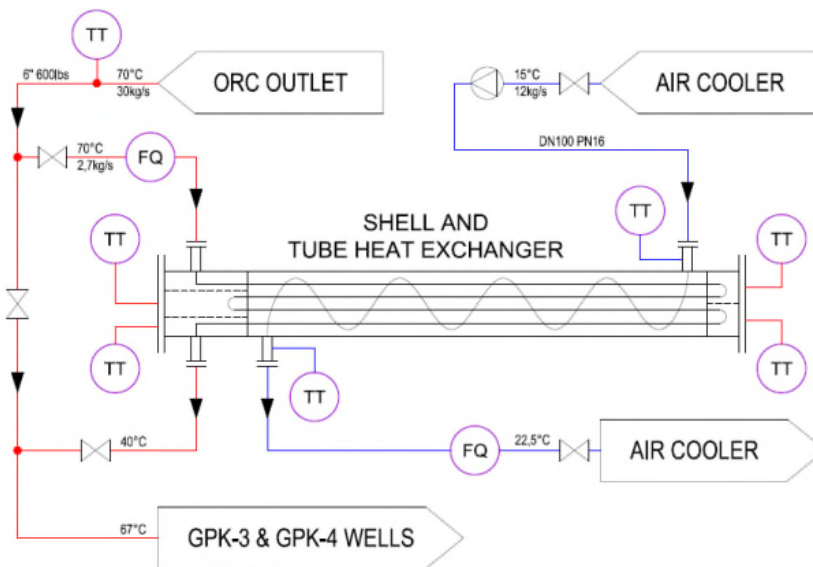 TT
6" 600lbs
70°C
30kg/s
ORC OUTLET
15°C
12kg/s
AIR COOLER
70°C
2,7kg/s
FQ
DN100 PN16
TT
SHELL AND
TUBE HEAT EXCHANGER
TT
TT
TT
TT
TT
40°C
FQ
22,5°C
AIR COOLER
67°C
GPK-3 & GPK-4 WELLS